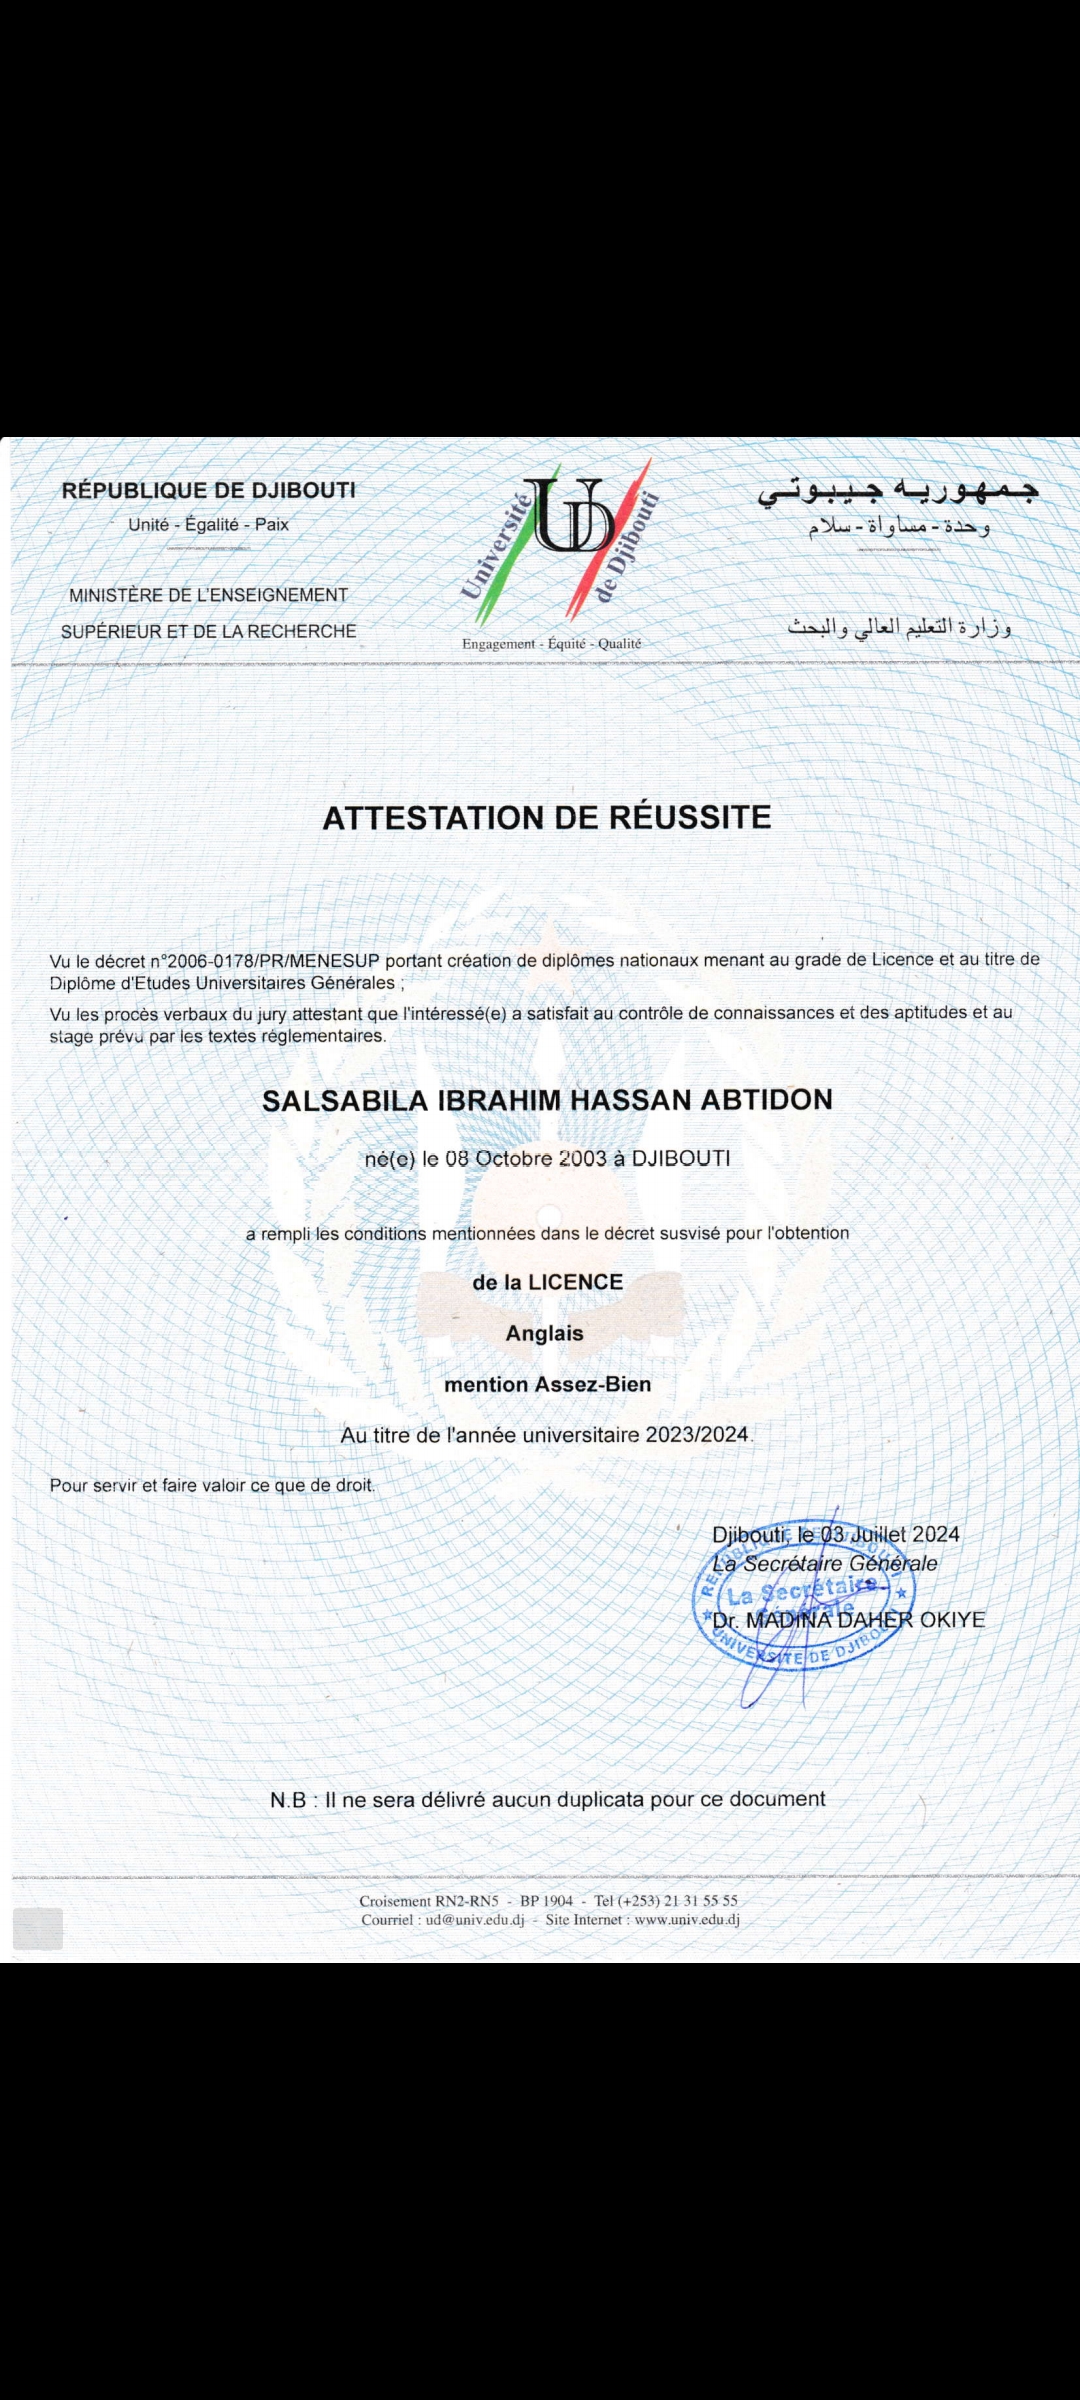 RÉPUBLIQUE DE DJIBOUTI
Unité - Égalité - Paix
MINISTÈRE DE L'ENSEIGNEMENT
SUPÉRIEUR ET DE LA RECHERCHE
Université
UD
de Djibouti
Engagement - Équité - Qualité
جمهورية جيبوتي
وحدة - مساواة - سلام
وزارة التعليم العالي والبحث
ATTESTATION DE RÉUSSITE
Vu le décret n°2006-0178/PR/MENESUP portant création de diplômes nationaux menant au grade de Licence et au titre de
Diplôme d'Etudes Universitaires Générales ;
Vu les procès verbaux du jury attestant que l'intéressé(e) a satisfait au contrôle de connaissances et des aptitudes et au
stage prévu par les textes réglementaires.
SALSABILA IBRAHIM HASSAN ABTIDON
né(e) le 08 Octobre 2003 à DJIBOUTI
a rempli les conditions mentionnées dans le décret susvisé pour l'obtention
de la LICENCE
Anglais
mention Assez-Bien
Au titre de l'année universitaire 2023/2024.
Pour servir et faire valoir ce que de droit.
Djibouti, le 03 Juillet 2024
La Secrétaire Générale
Dr. MADINA DAHER OKIYE
REPUBLIQUE DE DJIBOUTI
La Secrétaire
Générale
UNIVERSITE DE DJIBOUTI
N.B : Il ne sera délivré aucun duplicata pour ce document
Croisement RN2-RN5 - BP 1904 - Tel (+253) 21 31 55 55
Courriel : ud@univ.edu.dj - Site Internet : www.univ.edu.dj